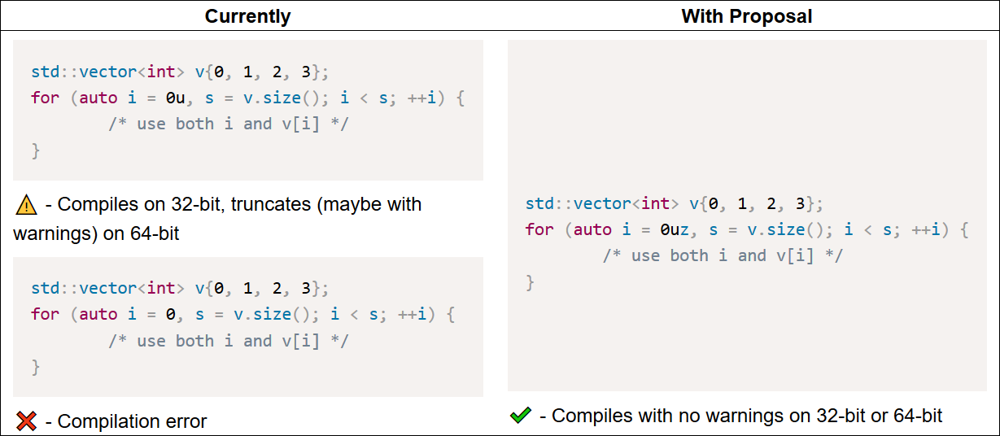 Currently
With Proposal
std::vector<int> v{0, 1, 2, 3};
for (auto i = 0u, s = v.size(); i < s; ++i) {
/* use both i and v[i] */
}
⚠ - Compiles on 32-bit, truncates (maybe with
warnings) on 64-bit
std::vector<int> v{0, 1, 2, 3};
for (auto i = 0, s = v.size(); i < s; ++i) {
/* use both i and v[i] */
}
❌ - Compilation error
std::vector<int> v{0, 1, 2, 3};
for (auto i = 0uz, s = v.size(); i < s; ++i) {
/* use both i and v[i] */
}
✔ - Compiles with no warnings on 32-bit or 64-bit